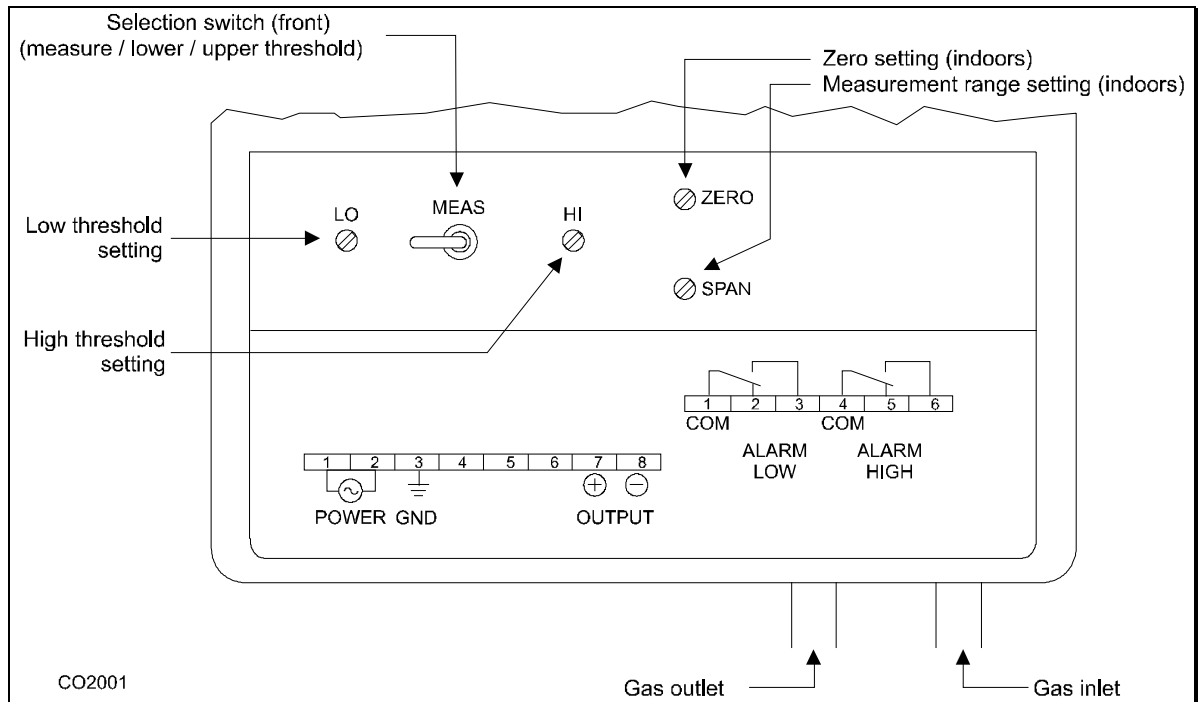 Selection switch (front)
(measure / lower / upper threshold)
Zero setting (indoors)
Measurement range setting (indoors)
ZERO
LO
MEAS
HI
Low threshold
setting
SPAN
High threshold
setting
1 2 3 4 5 6
COM
COM
ALARM
LOW
ALARM
HIGH
1 2 3 4 5 6 7 8
POWER GND
OUTPUT
CO2001
Gas outlet
Gas inlet